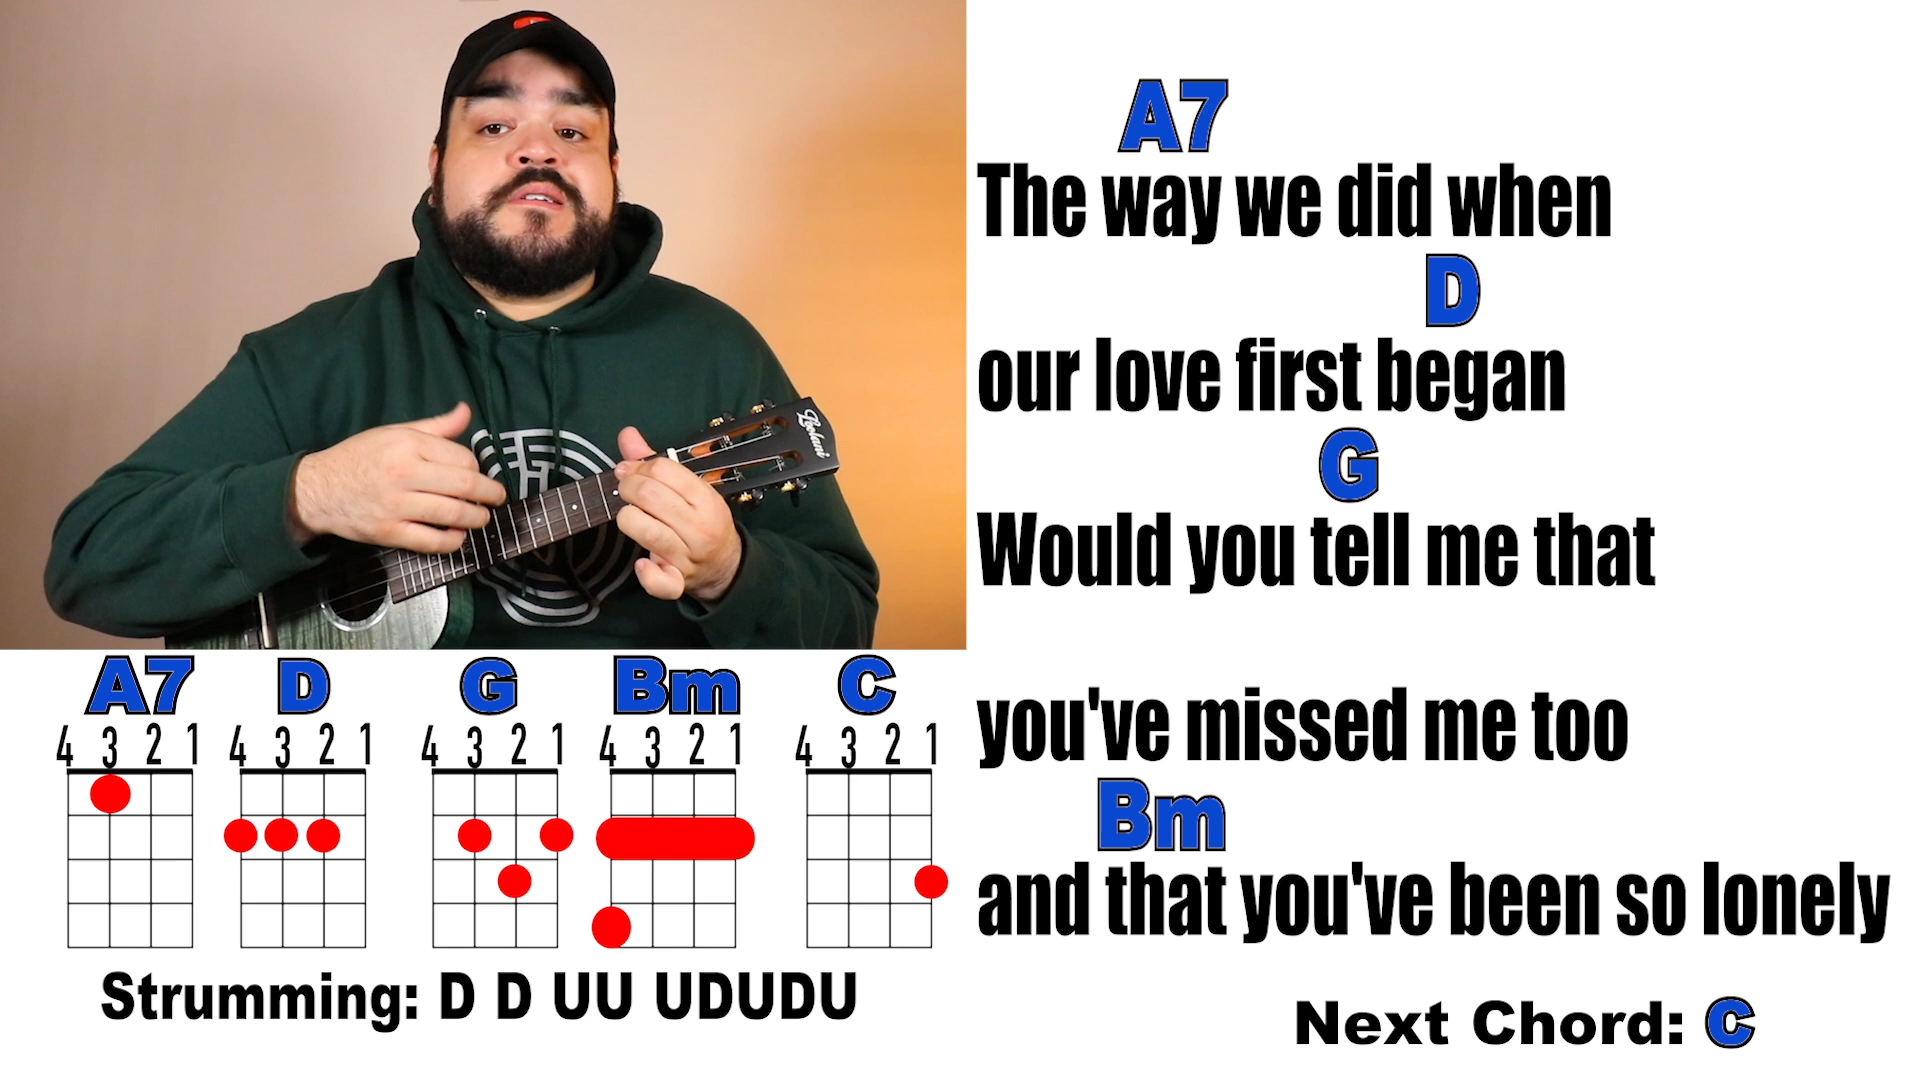 A7
The way we did when
D
our love first began
G
Would you tell me that
you've missed me too
Bm
and that you've been so lonely
Next Chord: C
Leolani
A7 D G Bm C
4 3 2 1 4 3 2 1 4 3 2 1 4 3 2 1 4 3 2 1
Strumming: D D UU UDUDU